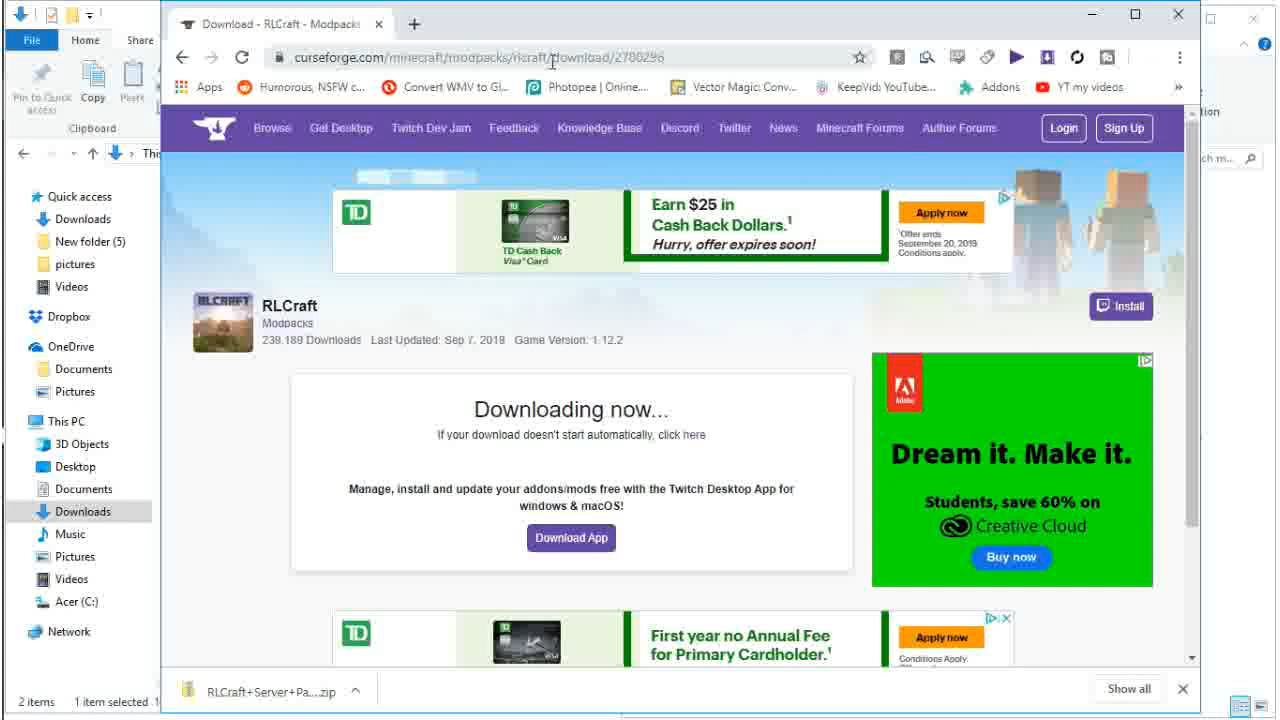 File Home Share
Pin to Quick access
Copy
Paste
Clipboard
Quick access
Downloads
New folder (5)
pictures
Videos
Dropbox
OneDrive
Documents
Pictures
This PC
3D Objects
Desktop
Documents
Downloads
Music
Pictures
Videos
Acer (C:)
Network
2 items 1 item selected
Download - RLCraft - Modpacks
curseforge.com/minecraft/modpacks/rlcraft/download/2780296
Apps Humorous, NSFW c... Convert WMV to Gi... Photopea | Online... Vector Magic: Conv... KeepVid: YouTube... Addons YT my videos
Browse Get Desktop Twitch Dev Jam Feedback Knowledge Base Discord Twitter News Minecraft Forums Author Forums Login Sign Up
TD
TD Cash Back
Visa* Card
Earn $25 in
Cash Back Dollars.¹
Hurry, offer expires soon!
Apply now
¹Offer ends
September 20, 2019.
Conditions apply.
RLCRAFT
RLCraft
Modpacks
239,189 Downloads Last Updated: Sep 7, 2019 Game Version: 1.12.2
Install
Downloading now...
If your download doesn't start automatically, click here
Manage, install and update your addons/mods free with the Twitch Desktop App for
windows & macOS!
Download App
Adobe
Dream it. Make it.
Students, save 60% on
Creative Cloud
Buy now
TD
First year no Annual Fee
for Primary Cardholder.¹
Apply now
Conditions Apply.
RLCraft+Server+Pa....zip
Show all